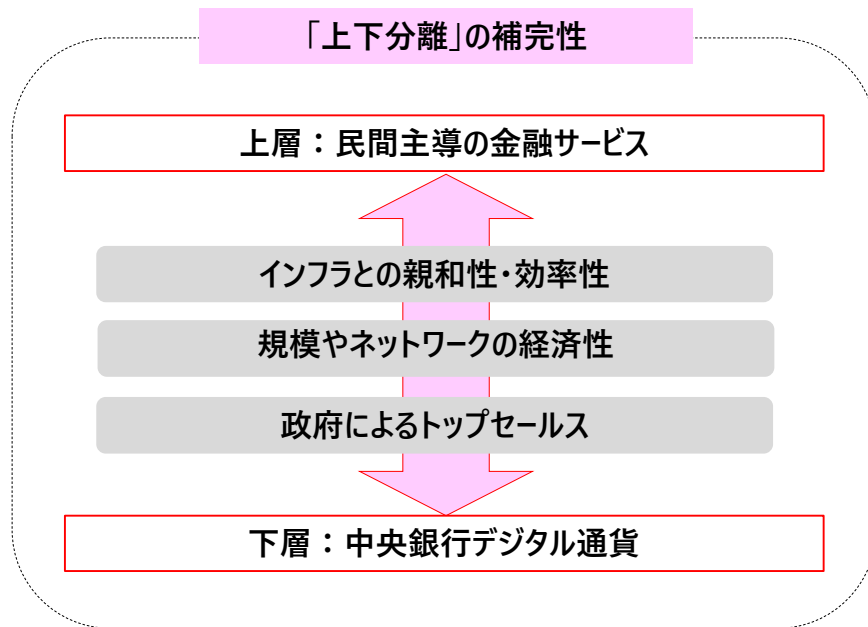 「上下分離」の補完性
上層：民間主導の金融サービス
インフラとの親和性・効率性
規模やネットワークの経済性
政府によるトップセールス
下層：中央銀行デジタル通貨